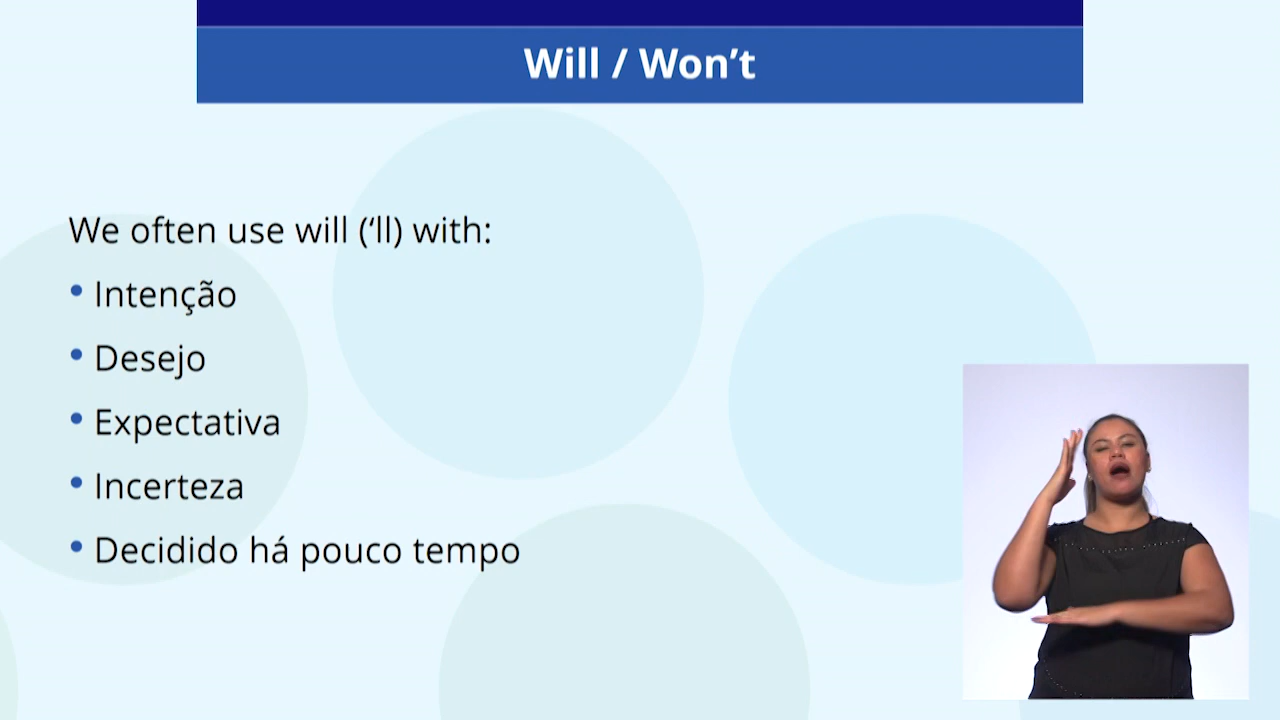 Will / Won’t
We often use will (‘ll) with:
• Intenção
• Desejo
• Expectativa
• Incerteza
• Decidido há pouco tempo